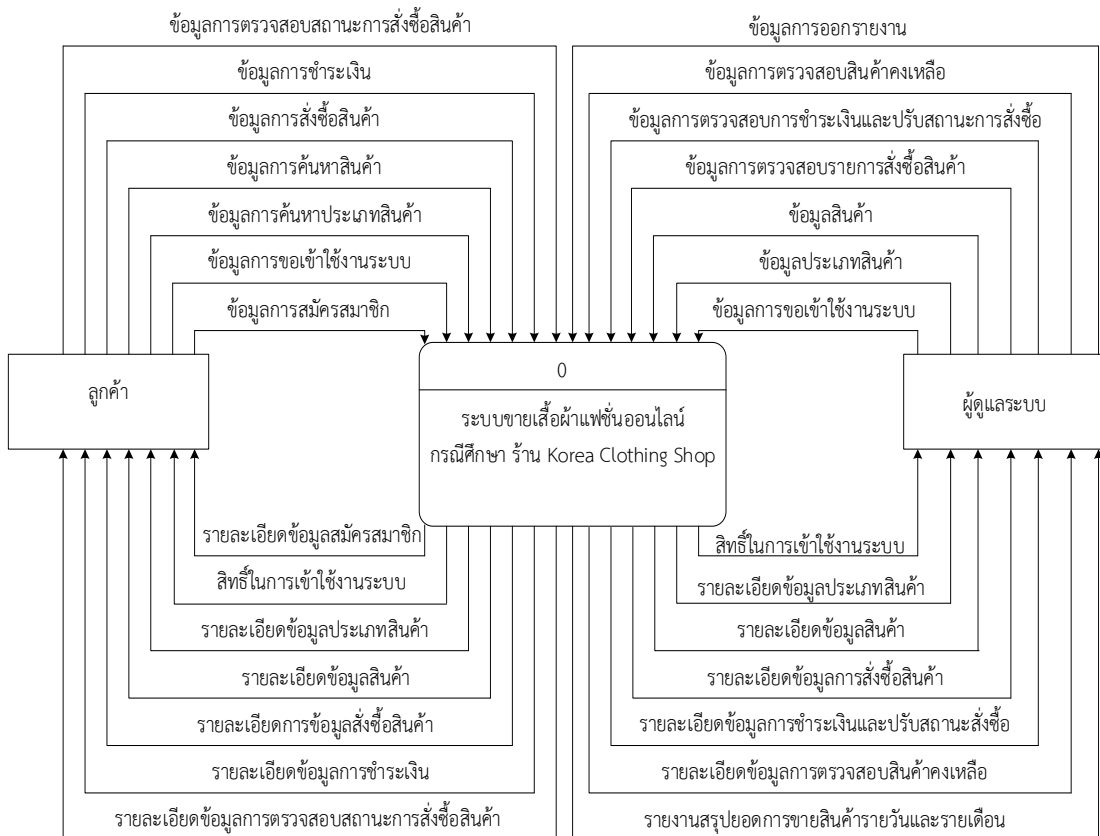 ข้อมูลการตรวจสอบสถานะการสั่งซื้อสินค้า
ข้อมูลการชำระเงิน
ข้อมูลการสั่งซื้อสินค้า
ข้อมูลการค้นหาสินค้า
ข้อมูลการค้นหาประเภทสินค้า
ข้อมูลการขอเข้าใช้งานระบบ
ข้อมูลการสมัครสมาชิก
ข้อมูลการออกรายงาน
ข้อมูลการตรวจสอบสินค้าคงเหลือ
ข้อมูลการตรวจสอบการชำระเงินและปรับสถานะการสั่งซื้อ
ข้อมูลการตรวจสอบรายการสั่งซื้อสินค้า
ข้อมูลสินค้า
ข้อมูลประเภทสินค้า
ข้อมูลการขอเข้าใช้งานระบบ
ลูกค้า
0
ระบบขายเสื้อผ้าแฟชั่นออนไลน์
กรณีศึกษา ร้าน Korea Clothing Shop
ผู้ดูแลระบบ
รายละเอียดข้อมูลสมัครสมาชิก
สิทธิ์ในการเข้าใช้งานระบบ
รายละเอียดข้อมูลประเภทสินค้า
รายละเอียดข้อมูลสินค้า
รายละเอียดการข้อมูลสั่งซื้อสินค้า
รายละเอียดข้อมูลการชำระเงิน
รายละเอียดข้อมูลการตรวจสอบสถานะการสั่งซื้อสินค้า
สิทธิ์ในการเข้าใช้งานระบบ
รายละเอียดข้อมูลประเภทสินค้า
รายละเอียดข้อมูลสินค้า
รายละเอียดข้อมูลการสั่งซื้อสินค้า
รายละเอียดข้อมูลการชำระเงินและปรับสถานะสั่งซื้อ
รายละเอียดข้อมูลการตรวจสอบสินค้าคงเหลือ
รายงานสรุปยอดการขายสินค้ารายวันและรายเดือน